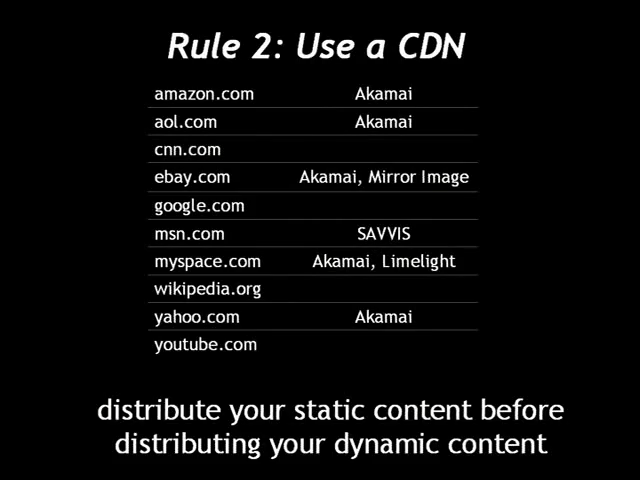 Rule 2: Use a CDN
amazon.com Akamai
aol.com Akamai
cnn.com
ebay.com Akamai, Mirror Image
google.com
msn.com SAVVIS
myspace.com Akamai, Limelight
wikipedia.org
yahoo.com Akamai
youtube.com
distribute your static content before
distributing your dynamic content